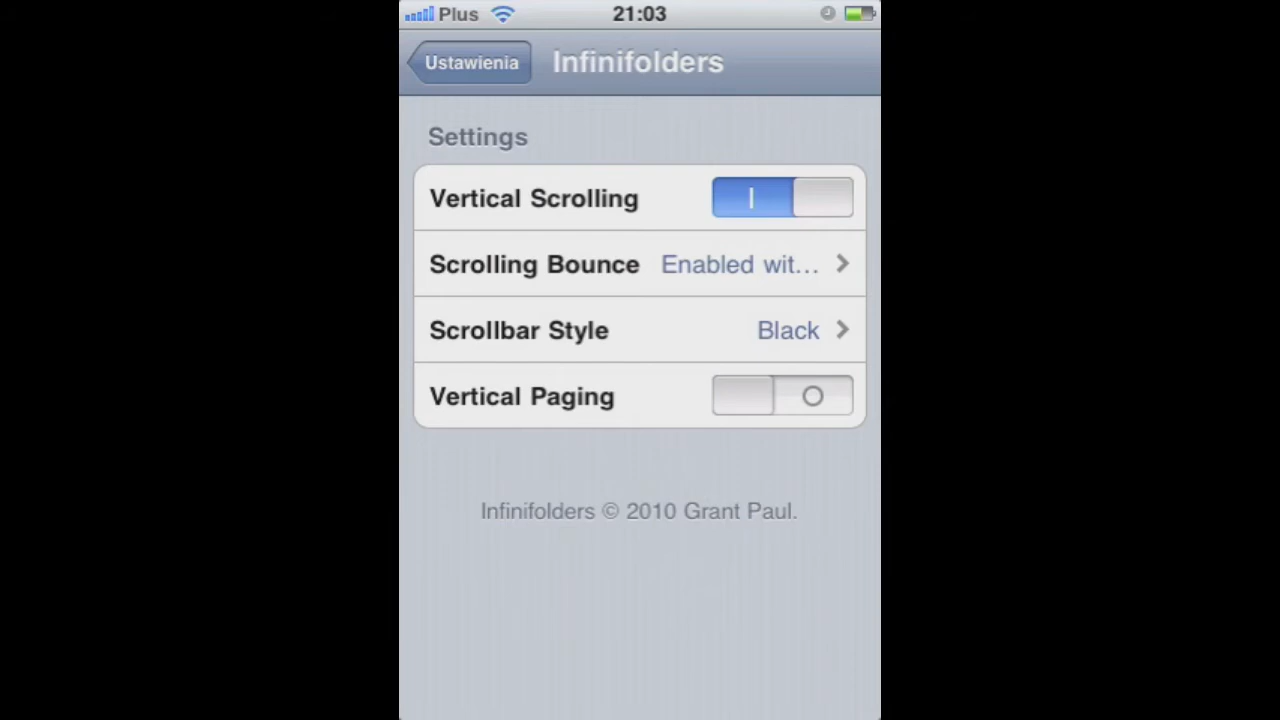 Plus 21:03
Ustawienia Infinifolders
Settings
Vertical Scrolling
Scrolling Bounce Enabled wit...
Scrollbar Style Black
Vertical Paging
Infinifolders © 2010 Grant Paul.